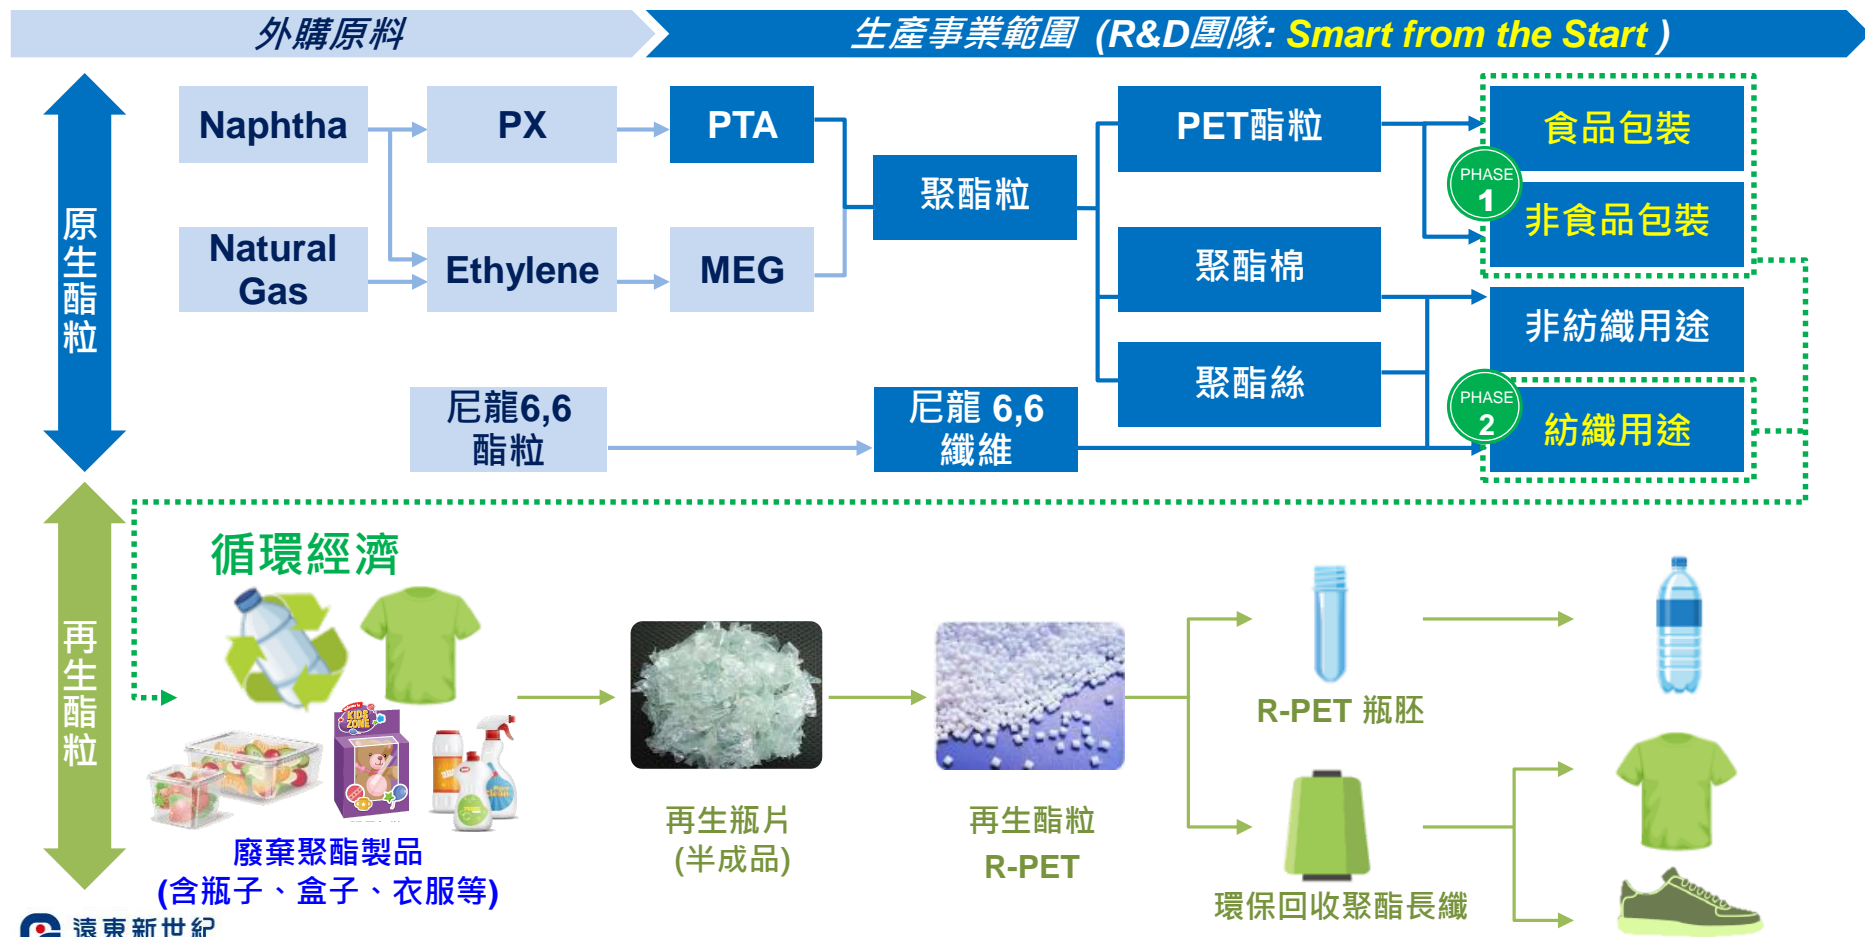 外購原料
生產事業範圍 (R&D團隊: Smart from the Start )
原生酯粒
Naphtha
PX
PTA
聚酯粒
PET酯粒
食品包裝
PHASE
1
非食品包裝
Natural
Gas
Ethylene
MEG
聚酯棉
非紡織用途
聚酯絲
尼龍6,6
酯粒
尼龍 6,6
纖維
PHASE
2
紡織用途
再生酯粒
循環經濟
KIDS
ZONE
廢棄聚酯製品
(含瓶子、盒子、衣服等)
再生瓶片
(半成品)
再生酯粒
R-PET
R-PET 瓶胚
環保回收聚酯長纖
遠東新世紀